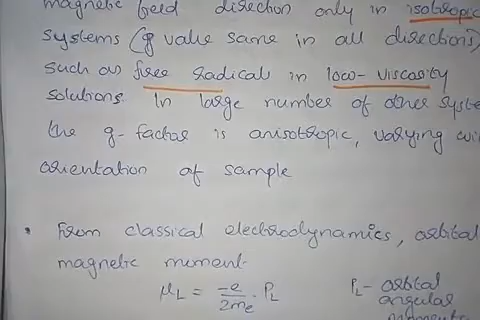 magnetic field direction only in isotropic
systems (g value same in all directions)
such as free radical in low-viscosity
solutions. In large number of other syste
the g-factor is anisotropic, varying wi
orientation of sample
• From classical electrodynamics, orbital
magnetic moment.
μL = -e/2me . PL
PL - orbital
angular